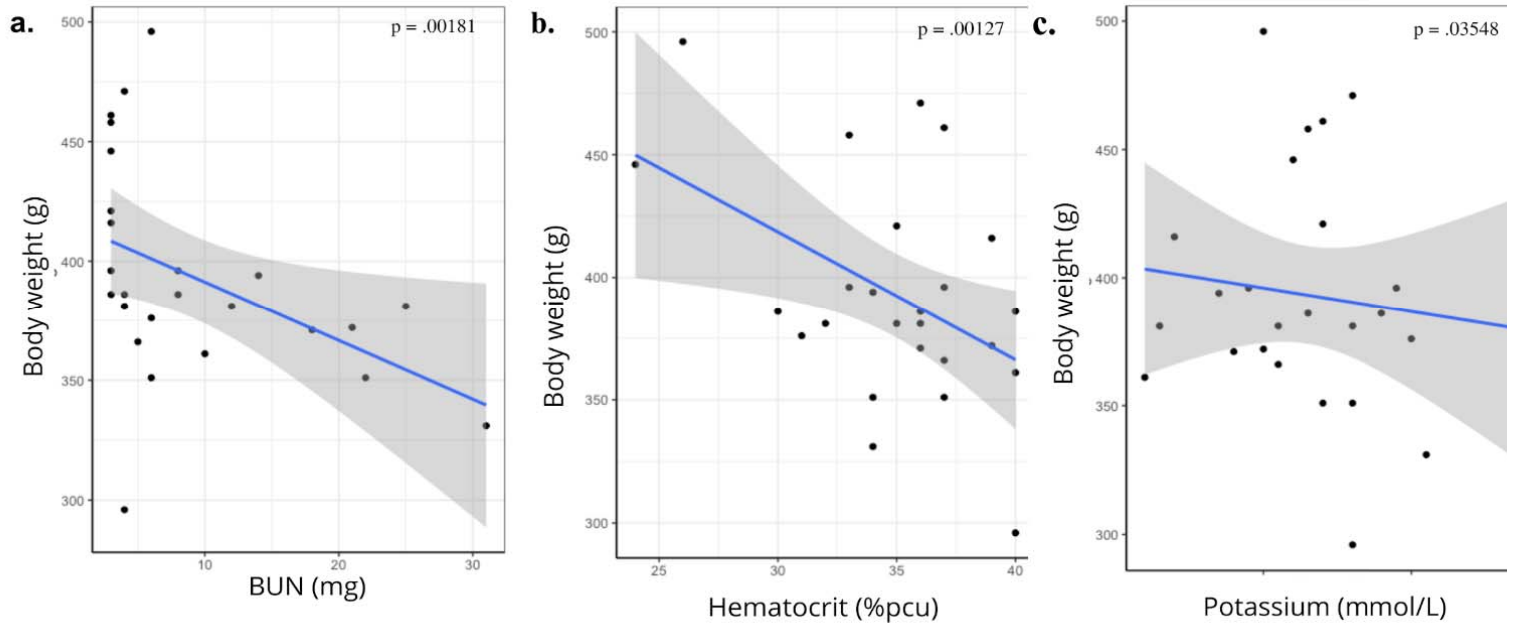 a.
p = .00181
500
450
400
350
300
Body weight (g)
10
20
30
BUN (mg)
b.
p = .00127
500
450
400
350
300
Body weight (g)
25
30
35
40
Hematocrit (%pcu)
c.
p = .03548
500
450
400
350
300
Body weight (g)
Potassium (mmol/L)